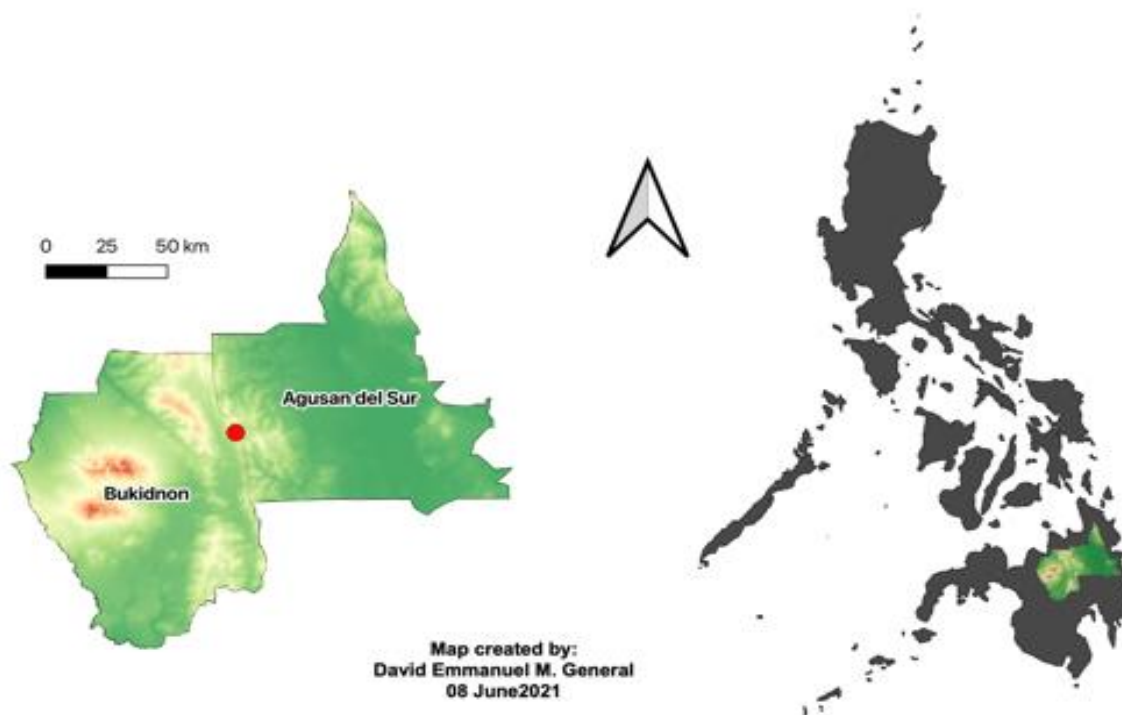 0 25 50 km
Agusan del Sur
Bukidnon
Map created by:
David Emmanuel M. General
08 June2021